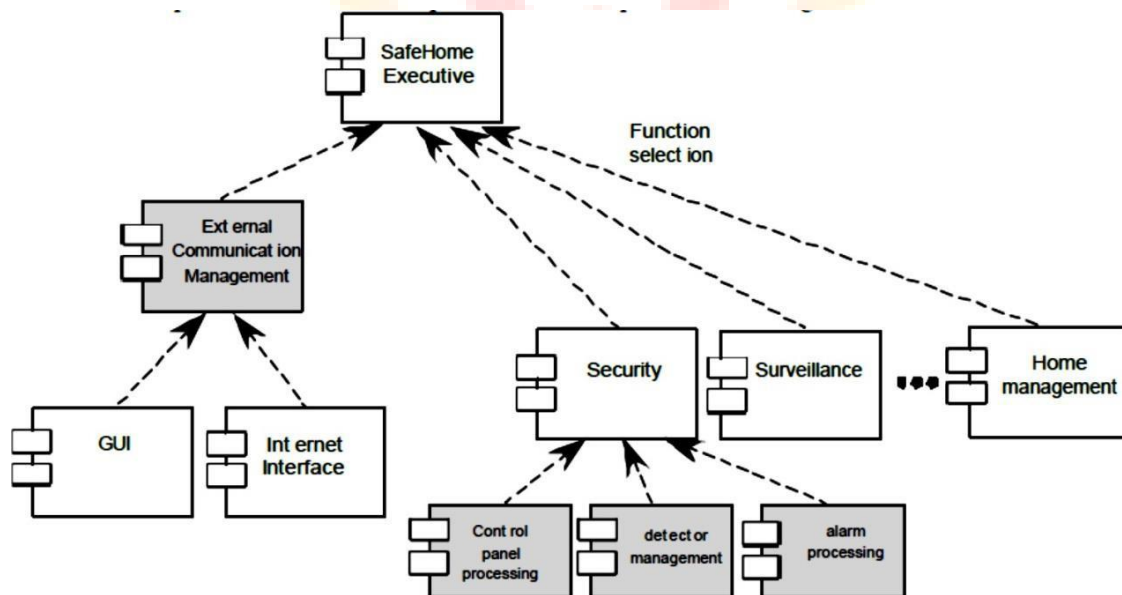 SafeHome
Executive
Function
select ion
Ext ernal
Communicat ion
Management
Security
Surveillance
Home
management
GUI
Int ernet
Interface
Cont rol
panel
processing
det ect or
management
alarm
processing